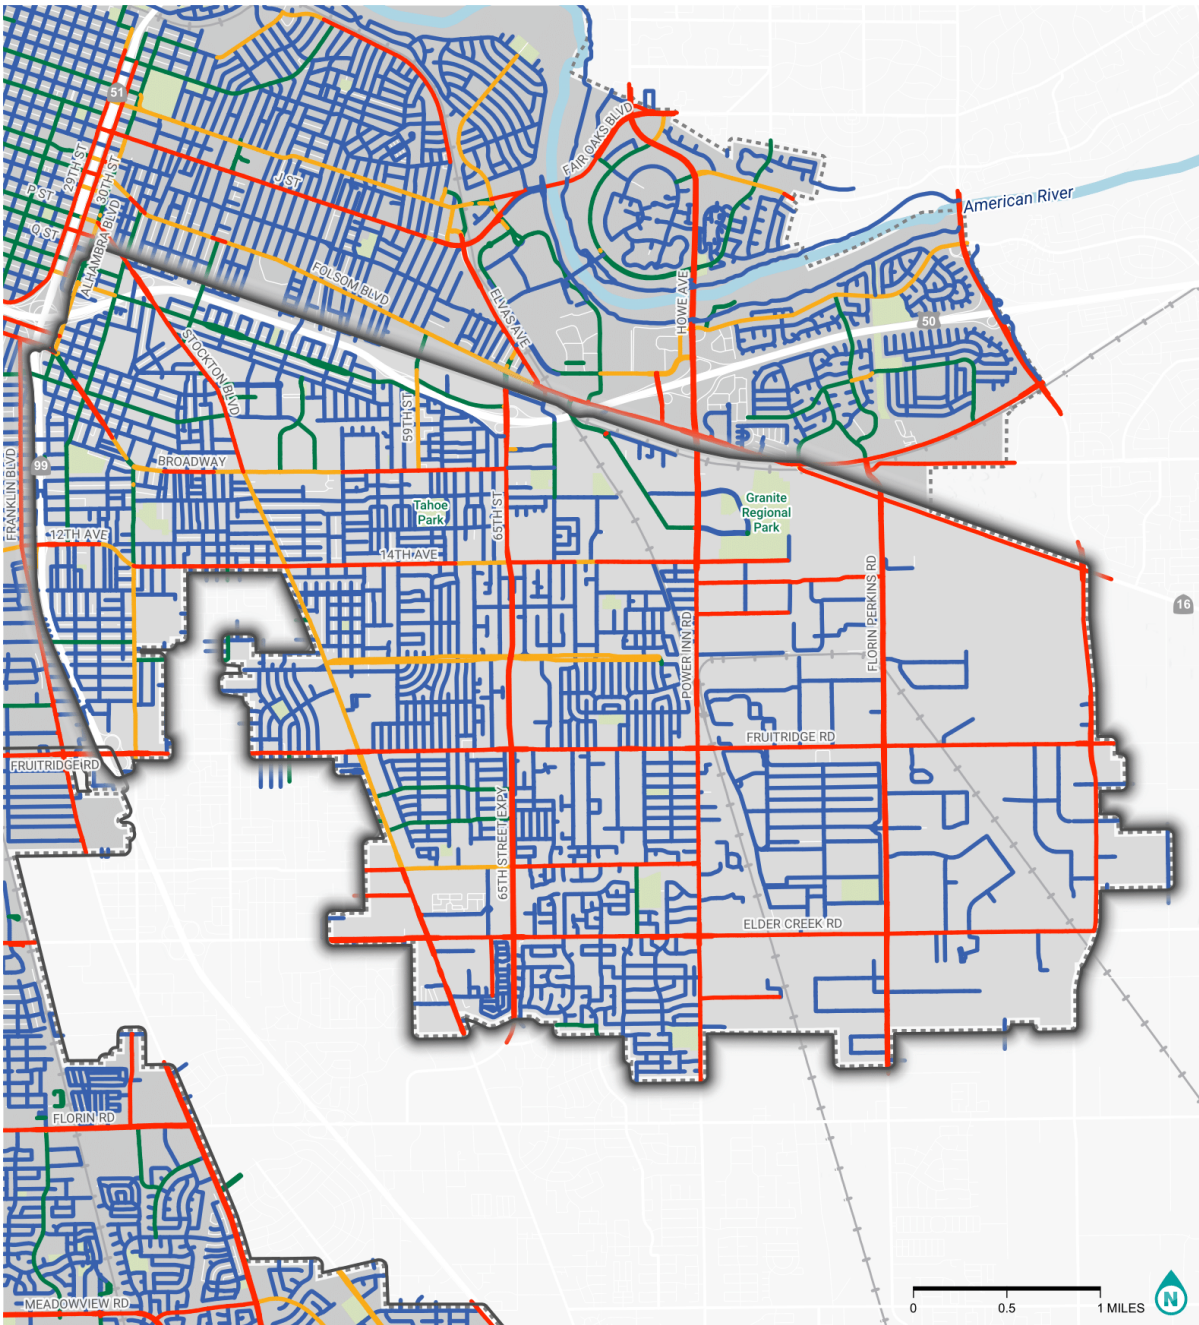 51
FAIR OAKS BLVD
29TH ST
30TH ST
P ST
J ST
American River
Q ST
ALHAMBRA BLVD
FOLSOM BLVD
ELVAS AVE
HOWE AVE
50
STOCKTON BLVD
59TH ST
FRANKLIN BLVD
99
BROADWAY
65TH ST
Tahoe
Park
Granite
Regional
Park
12TH AVE
14TH AVE
FLORIN PERKINS RD
16
POWER INN RD
FRUITRIDGE RD
FRUITRIDGE RD
65TH STREET EXPY
ELDER CREEK RD
FLORIN RD
MEADOWVIEW RD
0
0.5
1 MILES
N